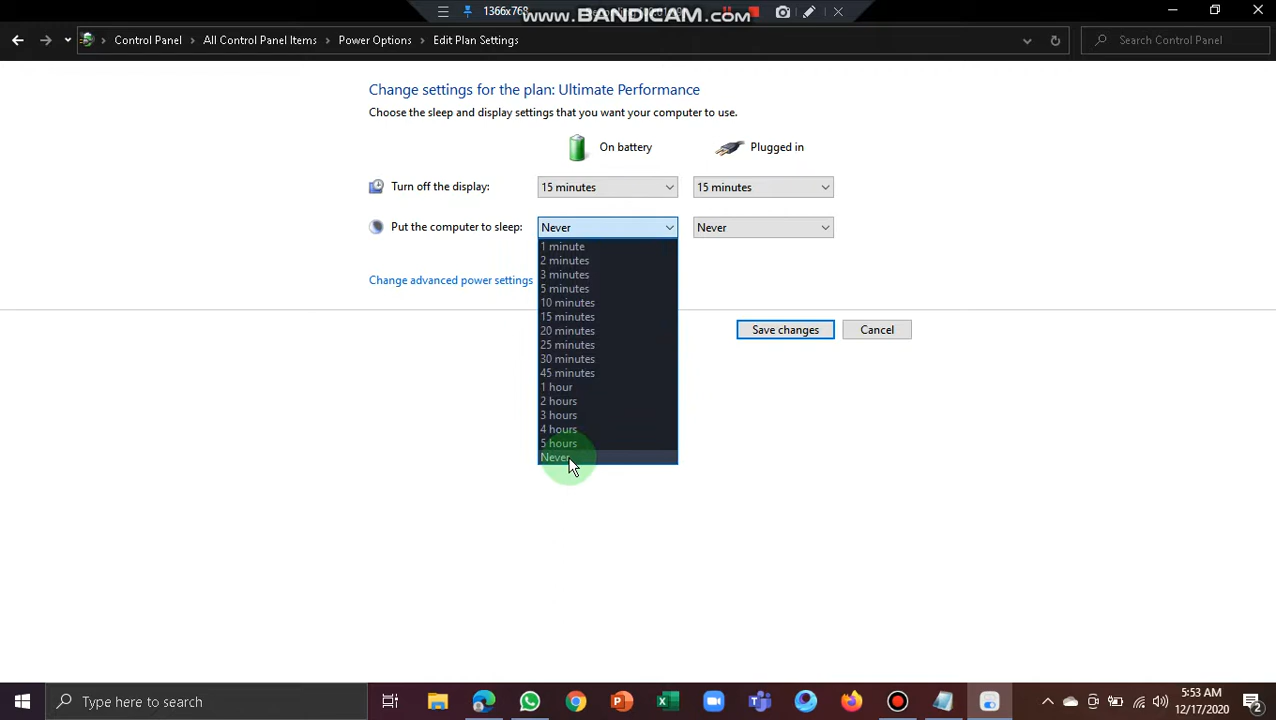 1366x768
www.BANDICAM.com
Control Panel
All Control Panel Items
Power Options
Edit Plan Settings
Search Control Panel
Change settings for the plan: Ultimate Performance
Choose the sleep and display settings that you want your computer to use.
On battery
Plugged in
Turn off the display:
15 minutes
15 minutes
Put the computer to sleep:
Never
Never
1 minute
2 minutes
3 minutes
5 minutes
10 minutes
15 minutes
20 minutes
25 minutes
30 minutes
45 minutes
1 hour
2 hours
3 hours
4 hours
5 hours
Never
Change advanced power settings
Save changes
Cancel
Type here to search
5:53 AM
12/17/2020
2